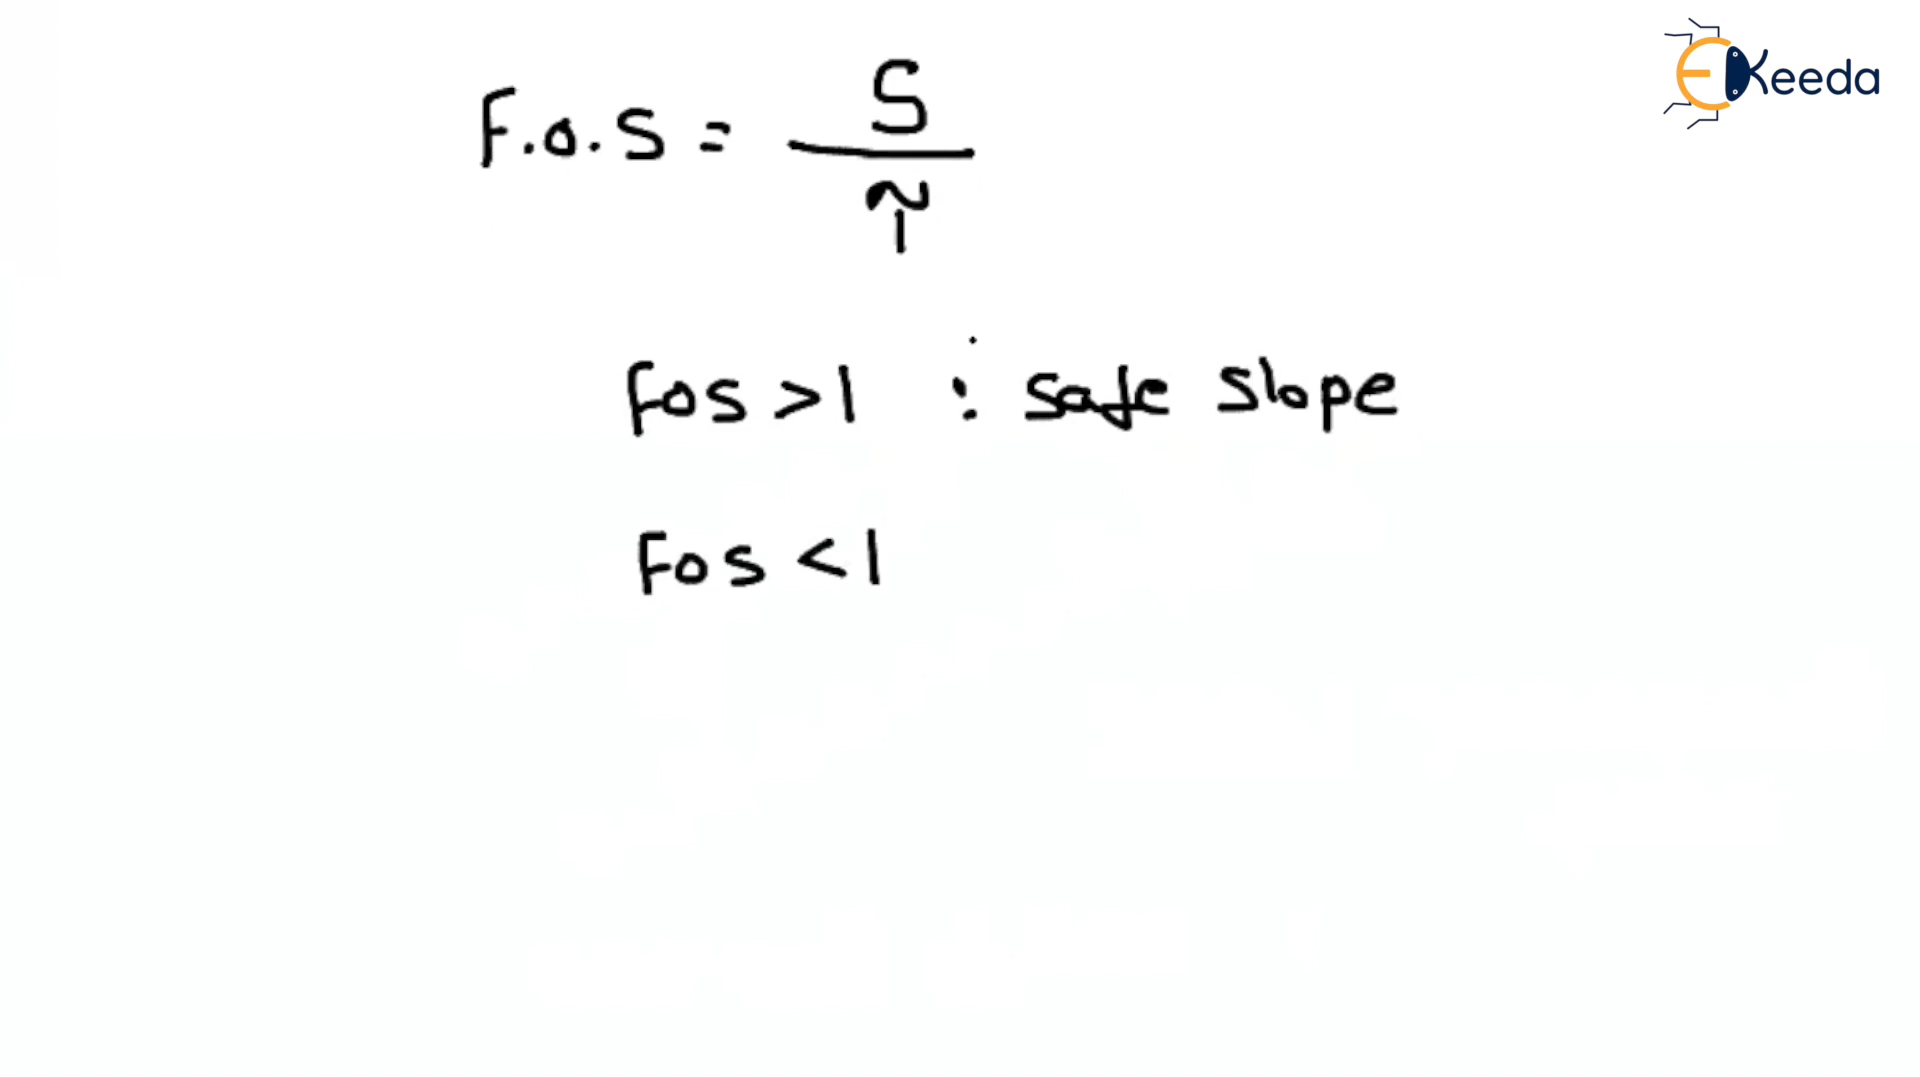 EKeeda
F.O.S = S / τ
FOS > 1 : safe slope
FOS < 1